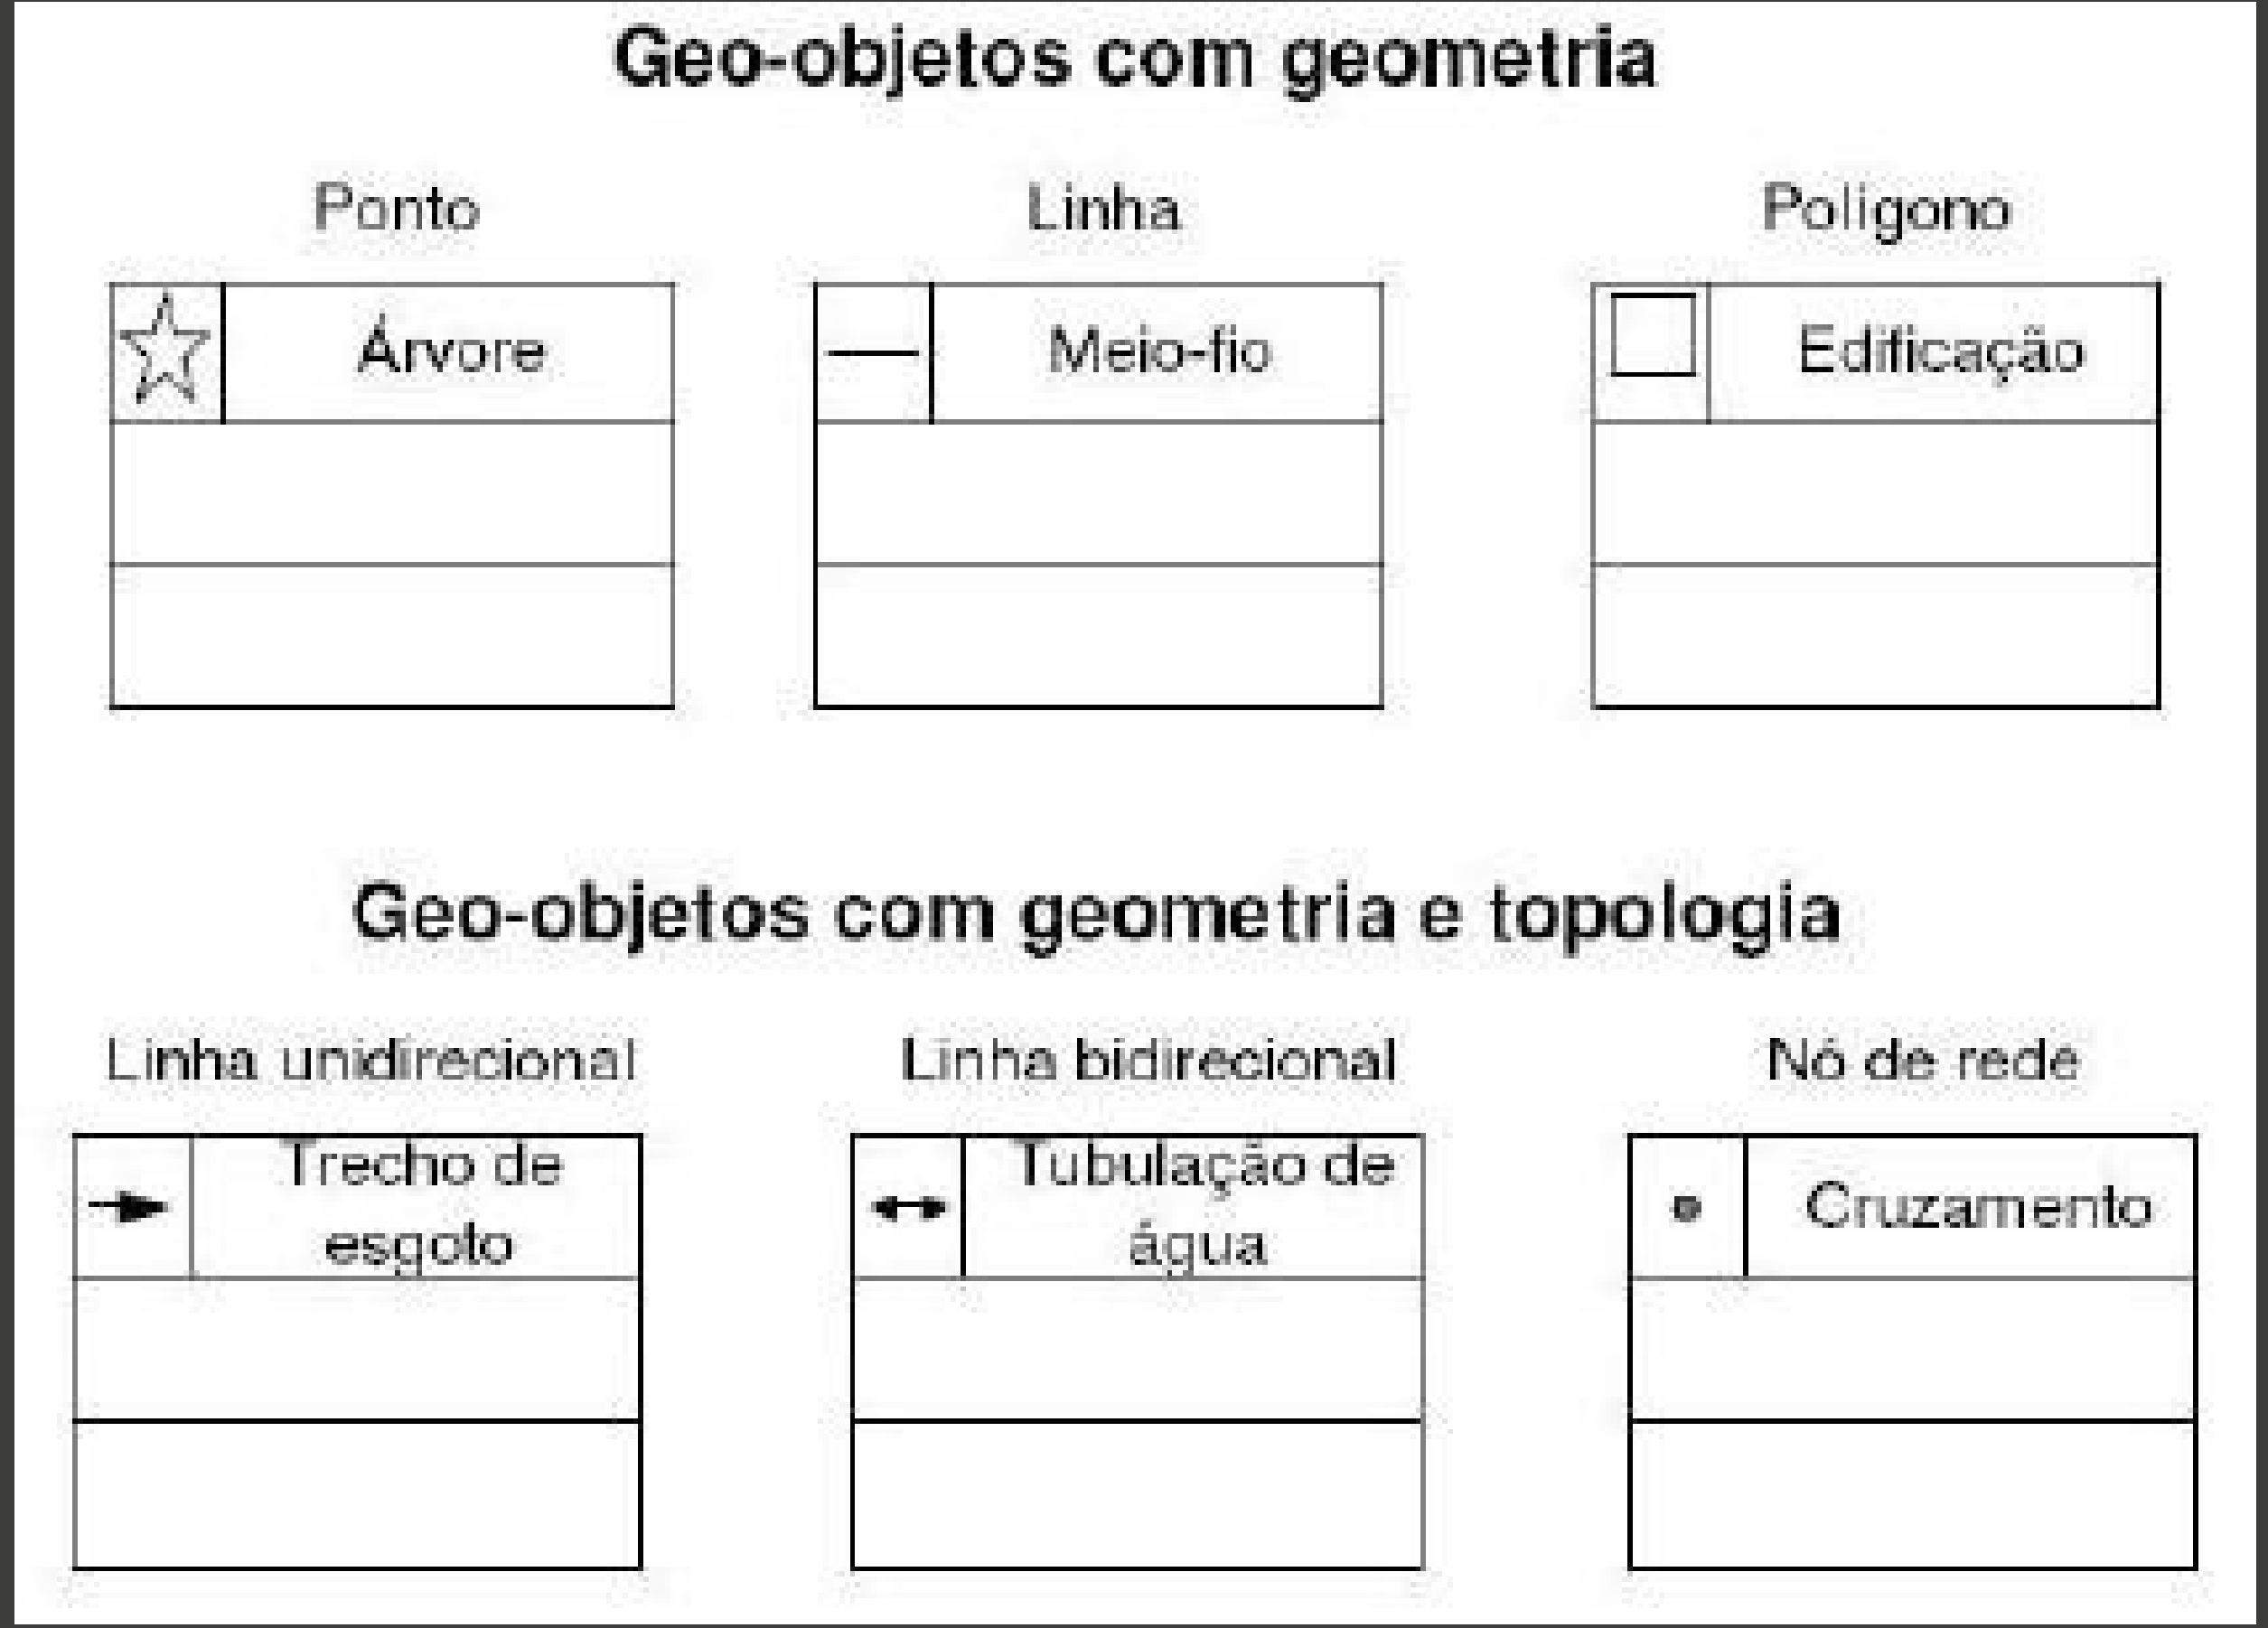 Geo-objetos com geometria
Ponto
Linha
Polígono
Árvore
Meio-fio
Edificação
Geo-objetos com geometria e topologia
Linha unidirecional
Linha bidirecional
Nó de rede
Trecho de
esgoto
Tubulação de
água
Cruzamento